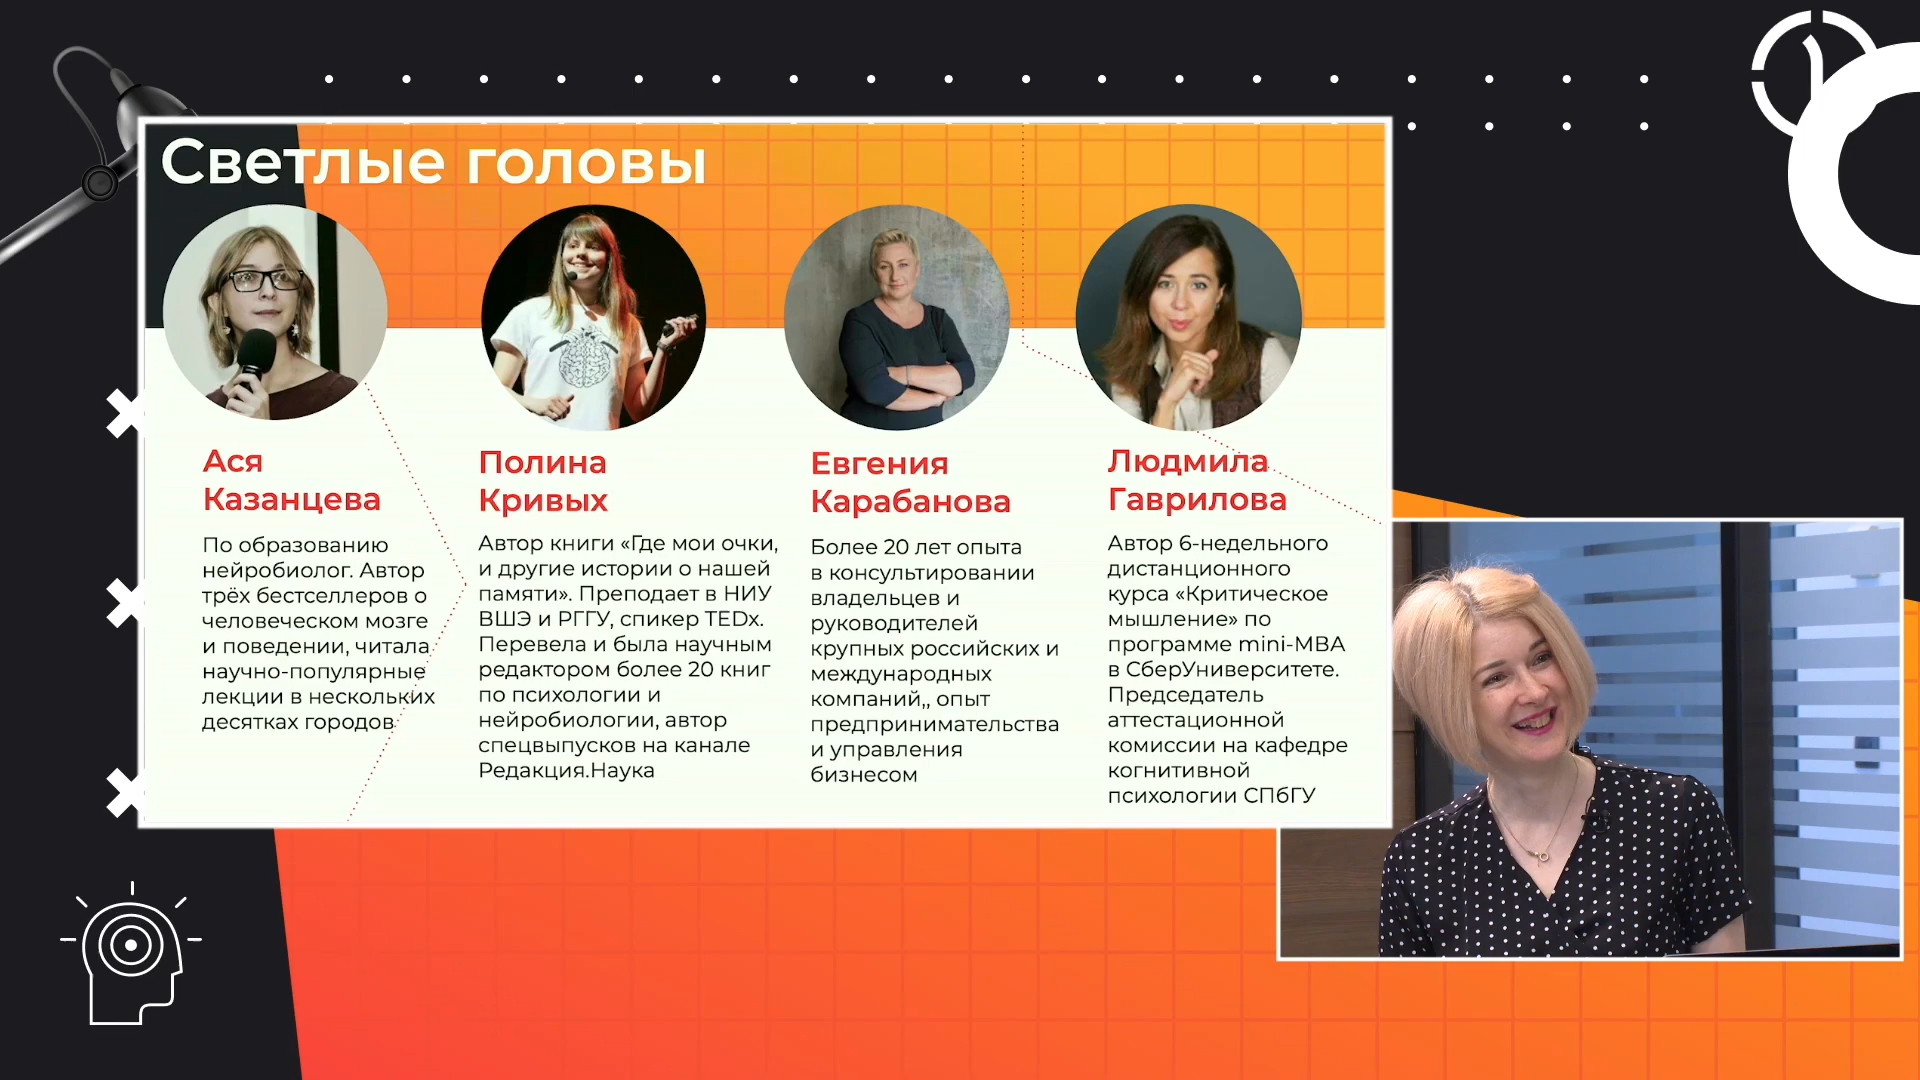 Светлые головы
Ася
Казанцева
По образованию
нейробиолог. Автор
трёх бестселлеров о
человеческом мозге
и поведении, читала
научно-популярные
лекции в нескольких
десятках городов
Полина
Кривых
Автор книги «Где мои очки,
и другие истории о нашей
памяти». Преподает в НИУ
ВШЭ и РГГУ, спикер TEDx.
Перевела и была научным
редактором более 20 книг
по психологии и
нейробиологии, автор
спецвыпусков на канале
Редакция.Наука
Евгения
Карабанова
Более 20 лет опыта
в консультировании
владельцев и
руководителей
крупных российских и
международных
компаний,, опыт
предпринимательства
и управления
бизнесом
Людмила
Гаврилова
Автор 6-недельного
дистанционного
курса «Критическое
мышление» по
программе mini-MBA
в СберУниверситете.
Председатель
аттестационной
комиссии на кафедре
когнитивной
психологии СПбГУ